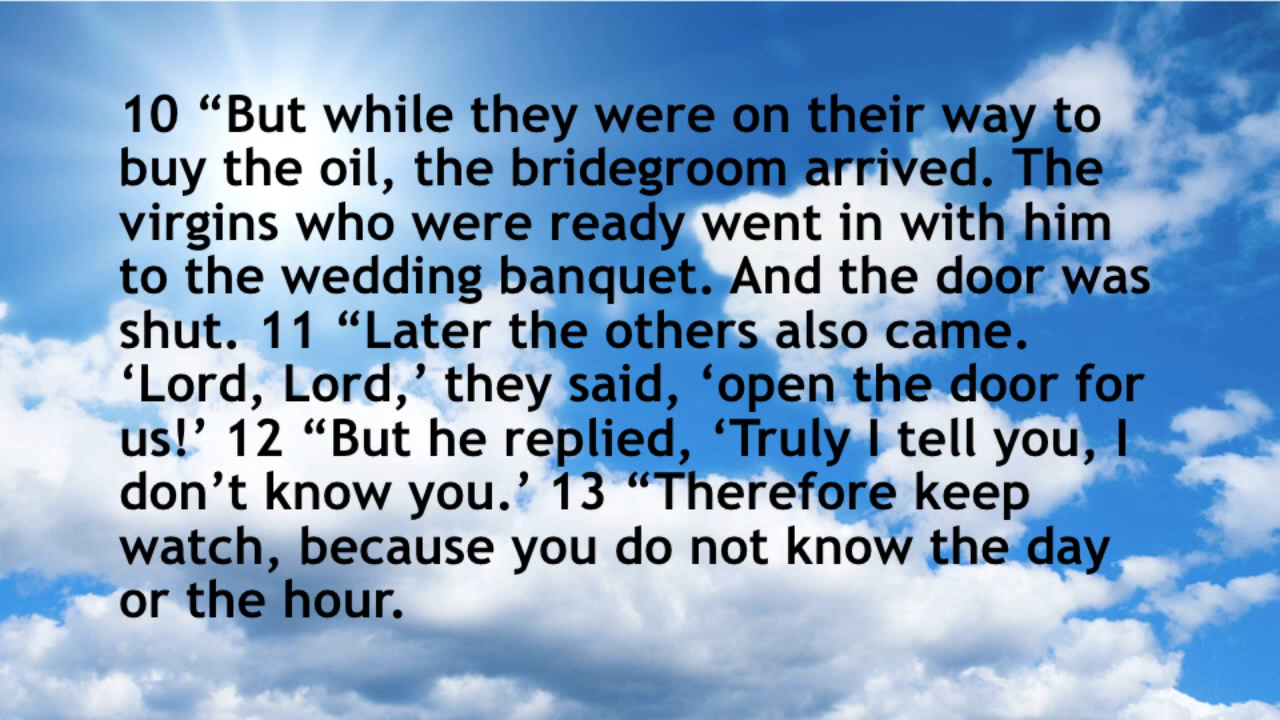 10 “But while they were on their way to
buy the oil, the bridegroom arrived. The
virgins who were ready went in with him
to the wedding banquet. And the door was
shut. 11 “Later the others also came.
‘Lord, Lord,’ they said, ‘open the door for
us!’ 12 “But he replied, ‘Truly I tell you, I
don’t know you.’ 13 “Therefore keep
watch, because you do not know the day
or the hour.